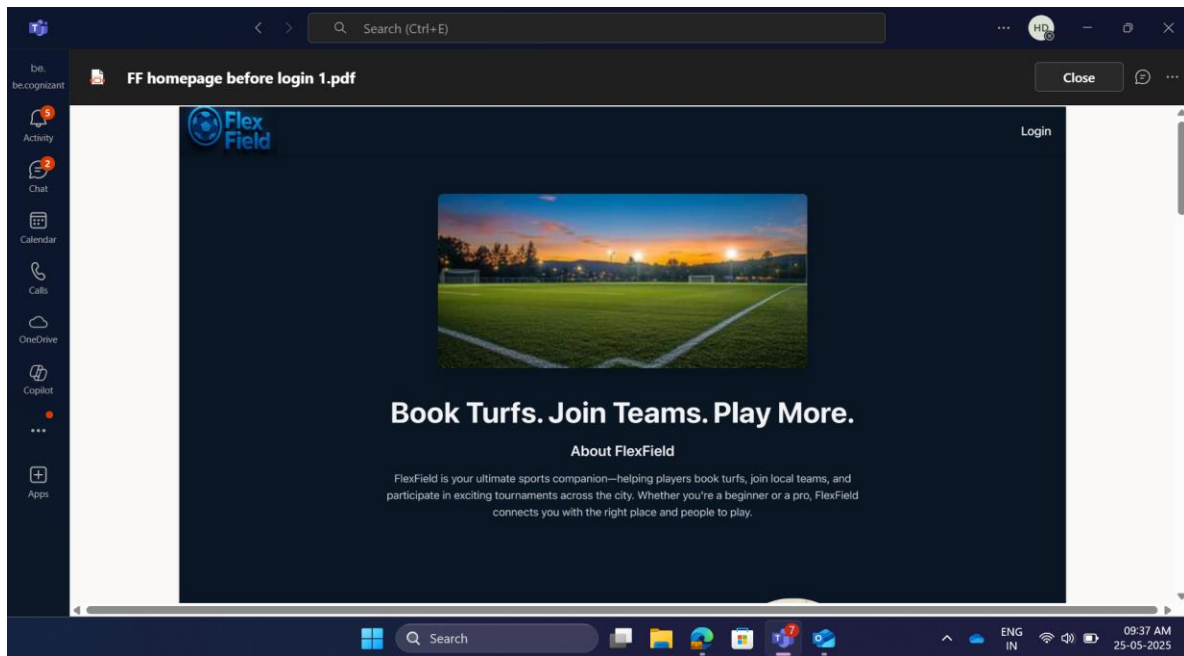 Search (Ctrl+E)
HD
be.
be.cognizant
FF homepage before login 1.pdf
Close
5
Activity
2
Chat
Calendar
Calls
OneDrive
Copilot
Apps
Flex
Field
Login
Book Turfs. Join Teams. Play More.
About FlexField
FlexField is your ultimate sports companion—helping players book turfs, join local teams, and
participate in exciting tournaments across the city. Whether you're a beginner or a pro, FlexField
connects you with the right place and people to play.
Search
7
ENG
IN
09:37 AM
25-05-2025